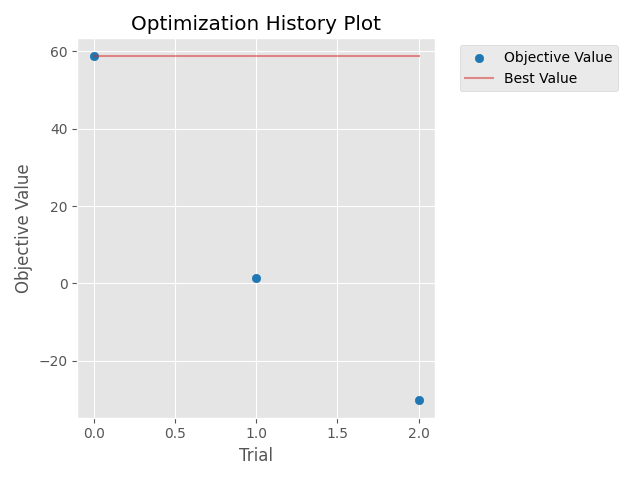 Optimization History Plot
Objective Value
Best Value
60
40
20
0
−20
Objective Value
0.0 0.5 1.0 1.5 2.0
Trial